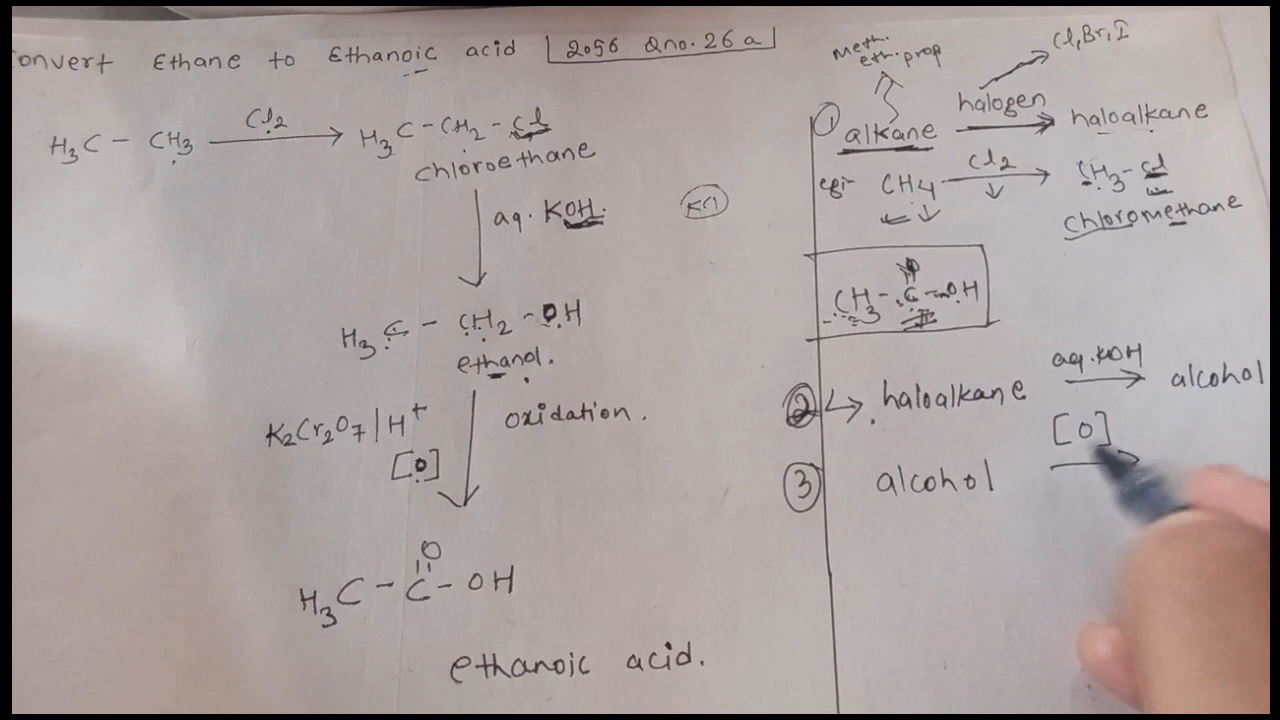 onvert Ethane to Ethanoic acid | 2056 Qno. 26 a |
H3C - CH3 Cl2 → H3C - CH2 - Cl
chloroethane
aq. KOH.
KCl
H3C - CH2 - OH
ethanol.
K2Cr2O7 | H+
[O]
oxidation.
O
H3C - C - OH
ethanoic acid.
Meth.
eth. prop
Cl, Br, I
① alkane halogen → haloalkane
eg:- CH4 Cl2 → CH3 - Cl
Chloromethane
CH3 - C - OH
② ↳ haloalkane aq. KOH → alcohol
③ alcohol [O] →